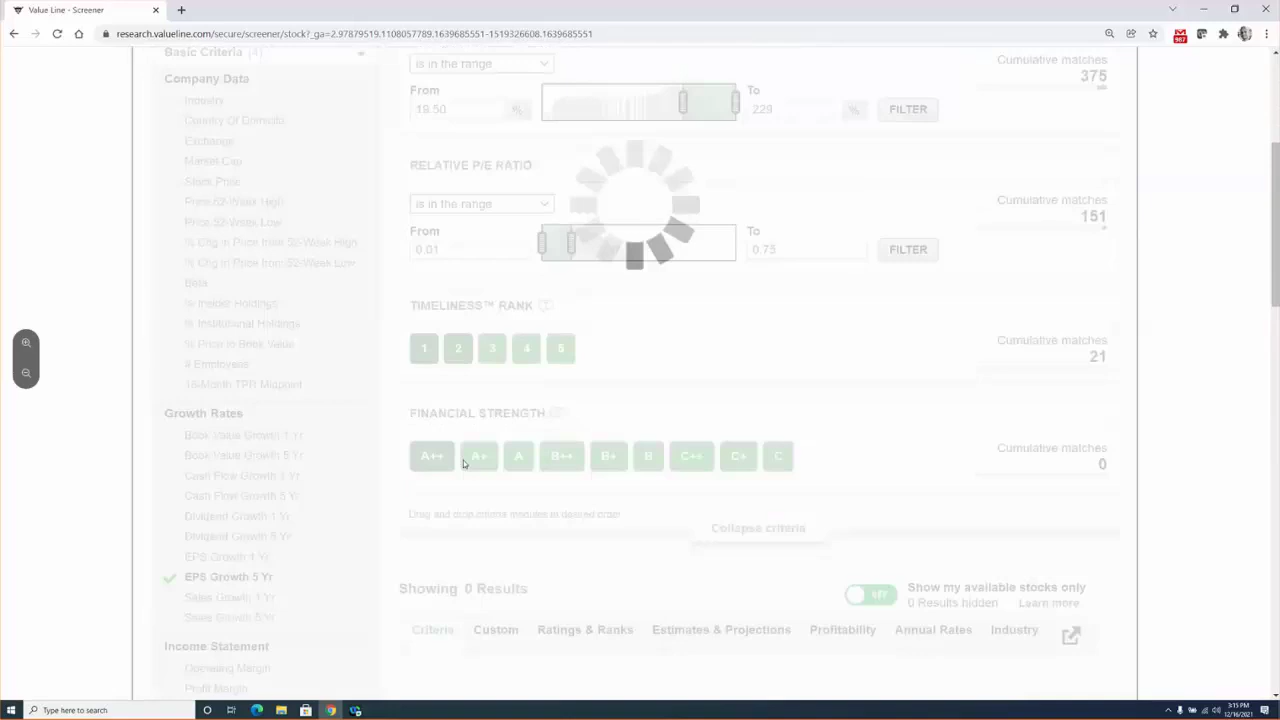 Value Line - Screener
research.valueline.com/secure/screener/stock?_ga=2.97879519.1108057789.1639685551-1519326608.1639685551
987
Basic Criteria (4)
Company Data
Industry
Country Of Domicile
Exchange
Market Cap
Stock Price
Price 52-Week High
Price 52-Week Low
% Chg in Price from 52-Week High
% Chg in Price from 52-Week Low
Beta
% Insider Holdings
% Institutional Holdings
% Price to Book Value
# Employees
18-Month TPR Midpoint
Growth Rates
Book Value Growth 1 Yr
Book Value Growth 5 Yr
Cash Flow Growth 1 Yr
Cash Flow Growth 5 Yr
Dividend Growth 1 Yr
Dividend Growth 5 Yr
EPS Growth 1 Yr
EPS Growth 5 Yr
Sales Growth 1 Yr
Sales Growth 5 Yr
Income Statement
Operating Margin
Profit Margin
is in the range
Cumulative matches
375
From
To
19.50 %
229 %
FILTER
RELATIVE P/E RATIO
is in the range
Cumulative matches
151
From
To
0.01
0.75
FILTER
TIMELINESS™ RANK
1 2 3 4 5
Cumulative matches
21
FINANCIAL STRENGTH
A++ A+ A B++ B+ B C++ C+ C
Cumulative matches
0
Drag and drop criteria modules to desired order
Collapse criteria
Showing 0 Results
OFF
Show my available stocks only
0 Results hidden Learn more
Criteria Custom Ratings & Ranks Estimates & Projections Profitability Annual Rates Industry
Type here to search
3:15 PM
12/16/2021